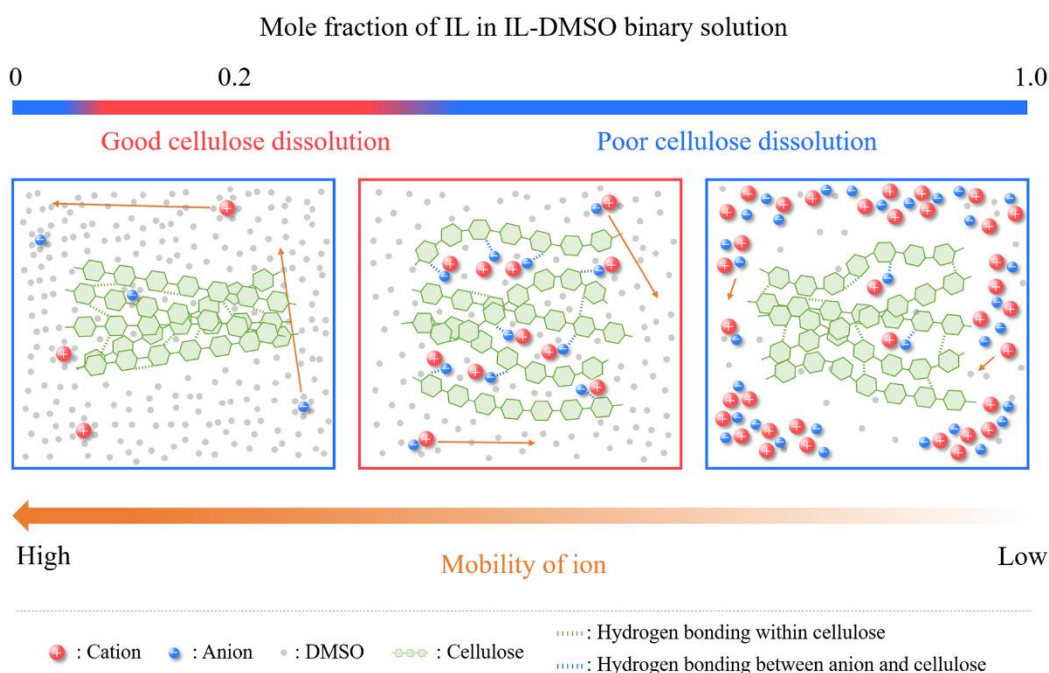 Mole fraction of IL in IL-DMSO binary solution
0 0.2 1.0
Good cellulose dissolution Poor cellulose dissolution
High Mobility of ion Low
+ : Cation - : Anion : DMSO : Cellulose
: Hydrogen bonding within cellulose
: Hydrogen bonding between anion and cellulose